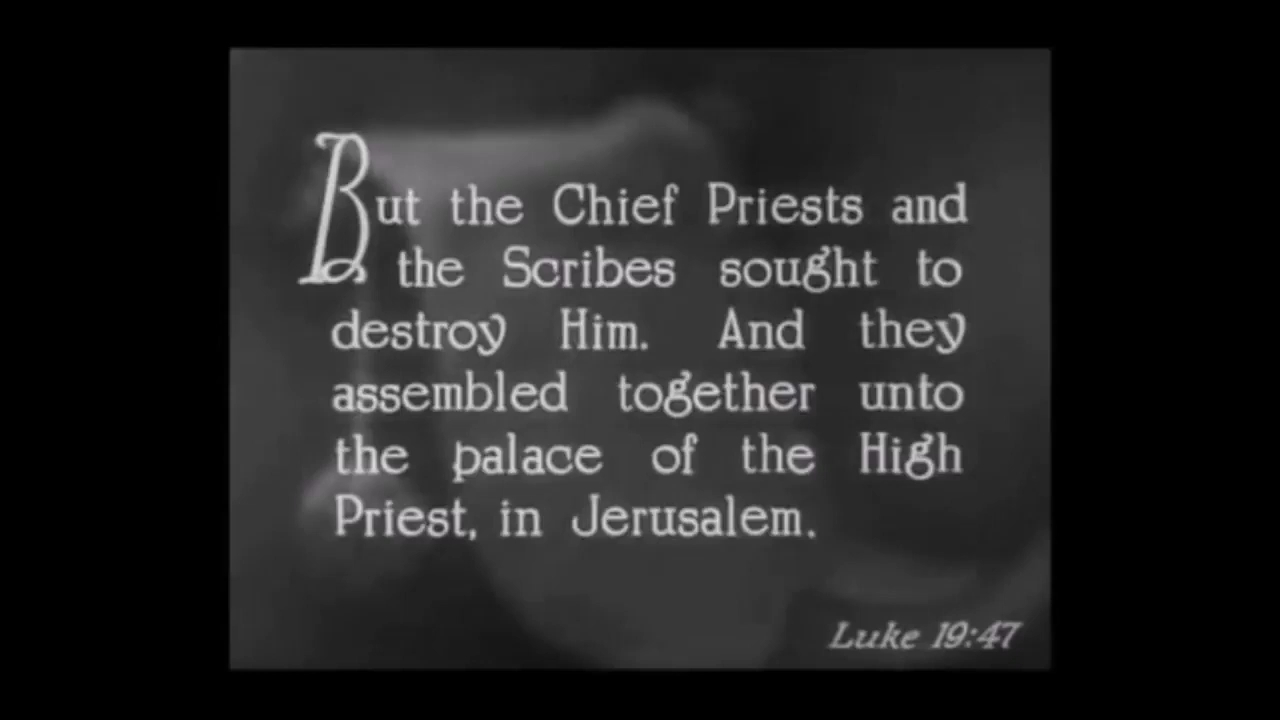 But the Chief Priests and
the Scribes sought to
destroy Him. And they
assembled together unto
the palace of the High
Priest, in Jerusalem.
Luke 19:47